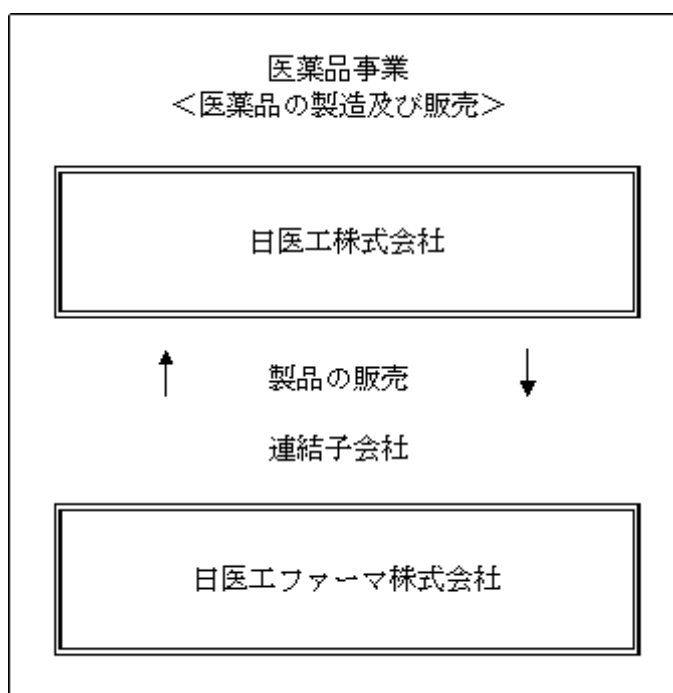 医薬品事業
＜医薬品の製造及び販売＞
日医工株式会社
製品の販売
連結子会社
日医工ファーマ株式会社